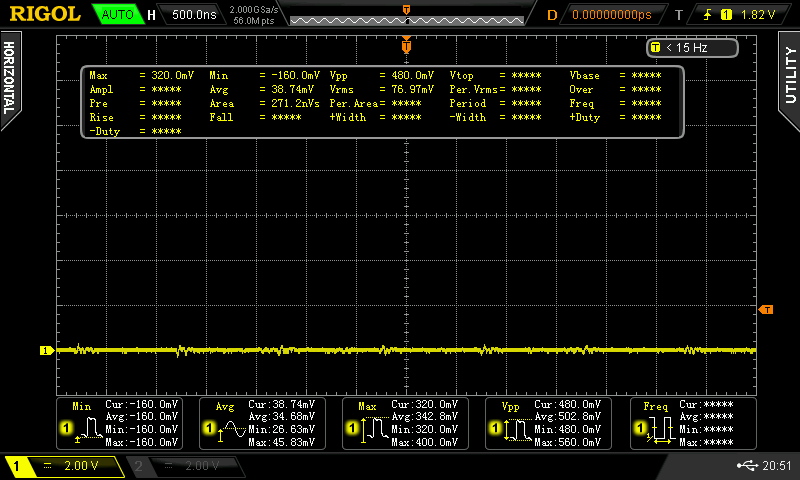 RIGOL AUTO H 500.0ns 2.000GSa/s 56.0M pts T D 0.00000000ps T 1 1.82 V
HORIZONTAL
UTILITY
T
T < 15 Hz
Max = 320.0mV Min = -160.0mV Vpp = 480.0mV Vtop = ***** Vbase = *****
Ampl = ***** Avg = 38.74mV Vrms = 76.97mV Per.Vrms= ***** Over = *****
Pre = ***** Area = 271.2nVs Per.Area= ***** Period = ***** Freq = *****
Rise = ***** Fall = ***** +Width = ***** -Width = ***** +Duty = *****
-Duty = *****
T
1
Min
1
Cur:-160.0mV
Avg:-160.0mV
Min:-160.0mV
Max:-160.0mV
Avg
1
Cur:38.74mV
Avg:34.68mV
Min:26.63mV
Max:45.83mV
Max
1
Cur:320.0mV
Avg:342.8mV
Min:320.0mV
Max:400.0mV
Vpp
1
Cur:480.0mV
Avg:502.8mV
Min:480.0mV
Max:560.0mV
Freq
1
Cur:*****
Avg:*****
Min:*****
Max:*****
1 2.00 V 2 2.00 V 20:51